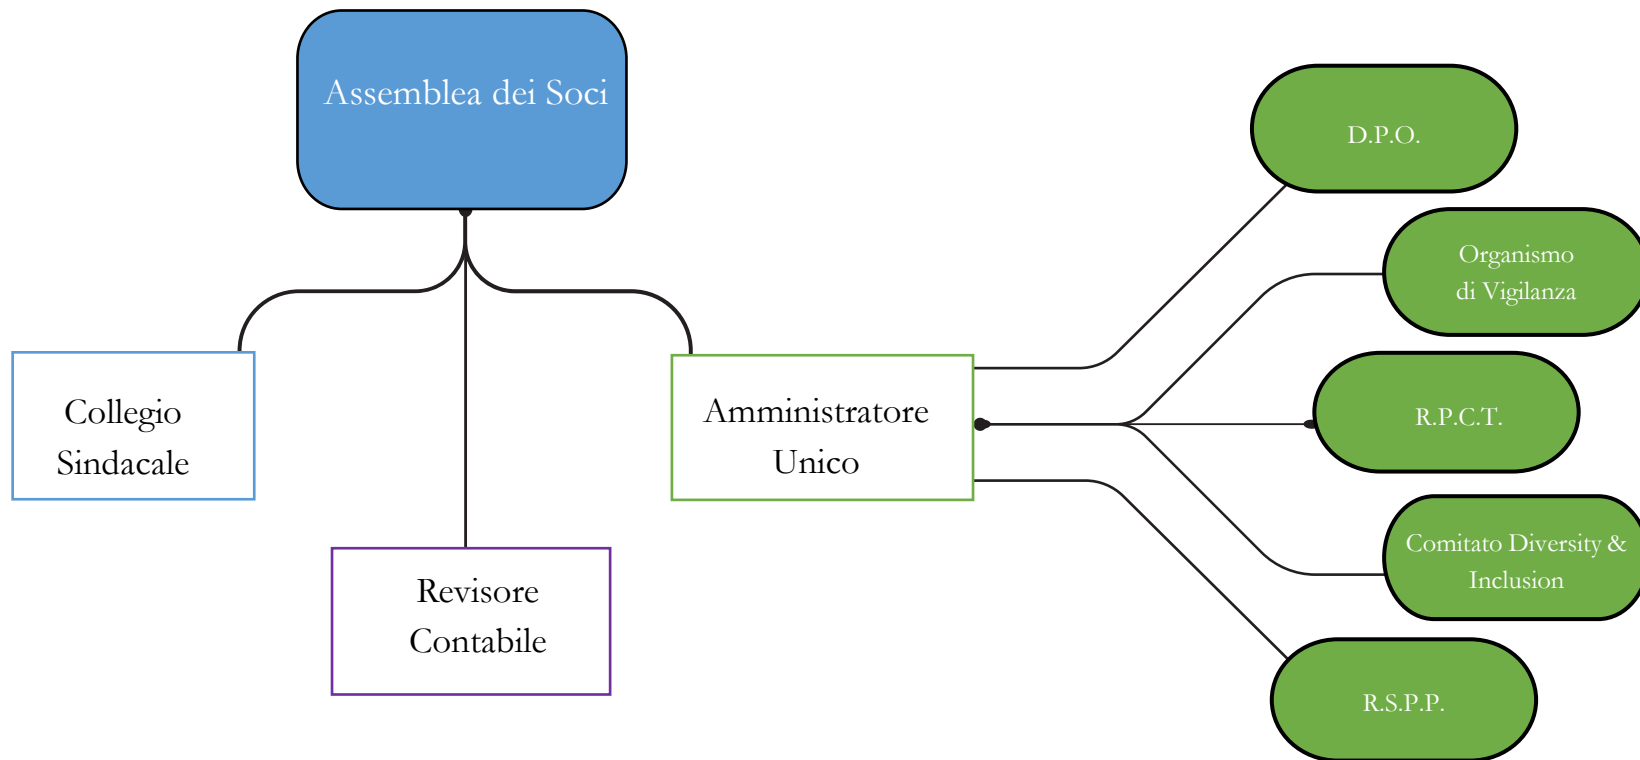 Assemblea dei Soci
Collegio
Sindacale
Revisore
Contabile
Amministratore
Unico
D.P.O.
Organismo
di Vigilanza
R.P.C.T.
Comitato Diversity &
Inclusion
R.S.P.P.